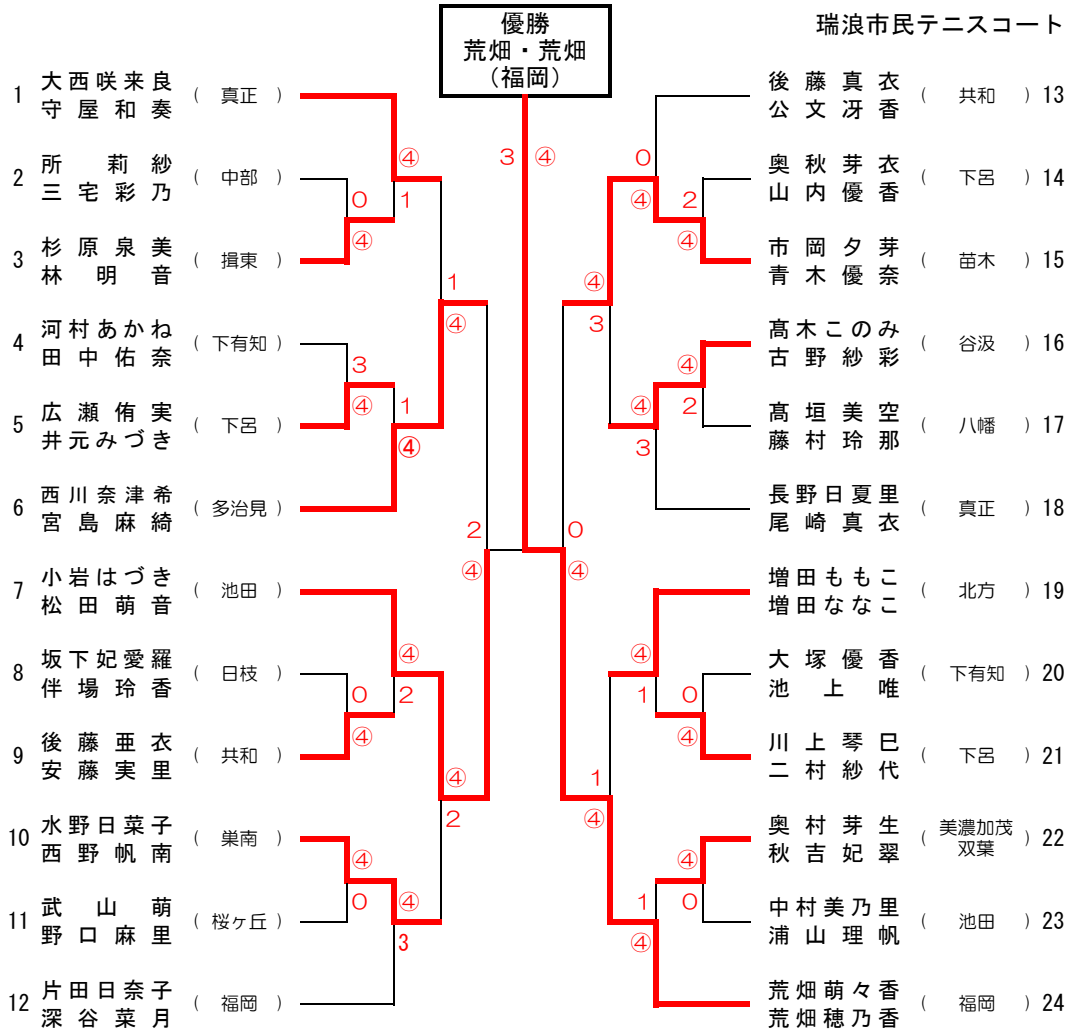 優勝
荒畑・荒畑
(福岡)
瑞浪市民テニスコート
1 大西咲来良 守屋和奏 ( 真正 )
2 所莉紗 三宅彩乃 ( 中部 )
3 杉原泉美 林明音 ( 揖東 )
4 河村あかね 田中佑奈 ( 下有知 )
5 広瀬侑実 井元みづき ( 下呂 )
6 西川奈津希 宮島麻綺 ( 多治見 )
7 小岩はづき 松田萌音 ( 池田 )
8 坂下妃愛羅 伴場玲香 ( 日枝 )
9 後藤亜衣 安藤実里 ( 共和 )
10 水野日菜子 西野帆南 ( 巣南 )
11 武山萌 野口麻里 ( 桜ヶ丘 )
12 片田日奈子 深谷菜月 ( 福岡 )
④
1
0
④
1
④
3
④
1
④
2
④
④
2
0
④
④
2
④
0
④
3
3 ④
0
④
2
④
④
3
④
2
④
3
0
④
④
1
0
④
1
④
④
0
1
④
後藤真衣 公文冴香 ( 共和 ) 13
奥秋芽衣 山内優香 ( 下呂 ) 14
市岡夕芽 青木優奈 ( 苗木 ) 15
髙木このみ 古野紗彩 ( 谷汲 ) 16
髙垣美空 藤村玲那 ( 八幡 ) 17
長野日夏里 尾崎真衣 ( 真正 ) 18
増田ももこ 増田ななこ ( 北方 ) 19
大塚優香 池上唯 ( 下有知 ) 20
川上琴巳 二村紗代 ( 下呂 ) 21
奥村芽生 秋吉妃翠 ( 美濃加茂双葉 ) 22
中村美乃里 浦山理帆 ( 池田 ) 23
荒畑萌々香 荒畑穂乃香 ( 福岡 ) 24